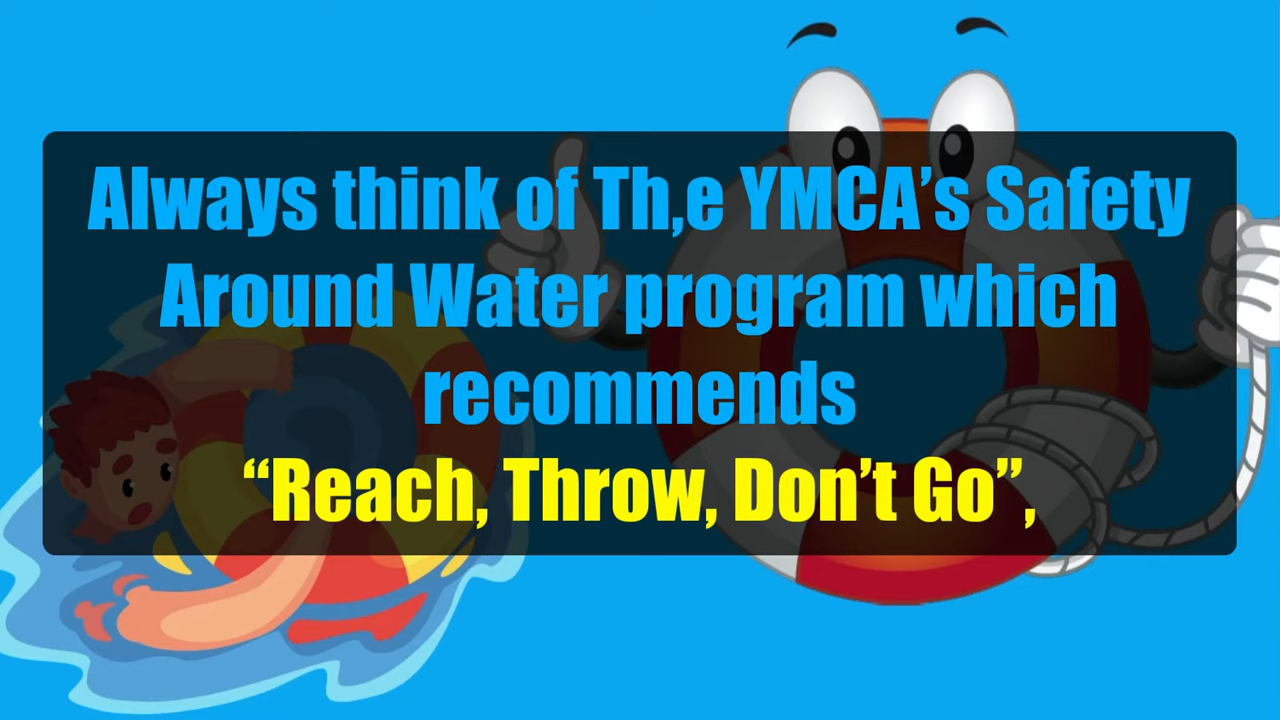 Always think of Th,e YMCA’s Safety
Around Water program which
recommends
“Reach, Throw, Don’t Go”,